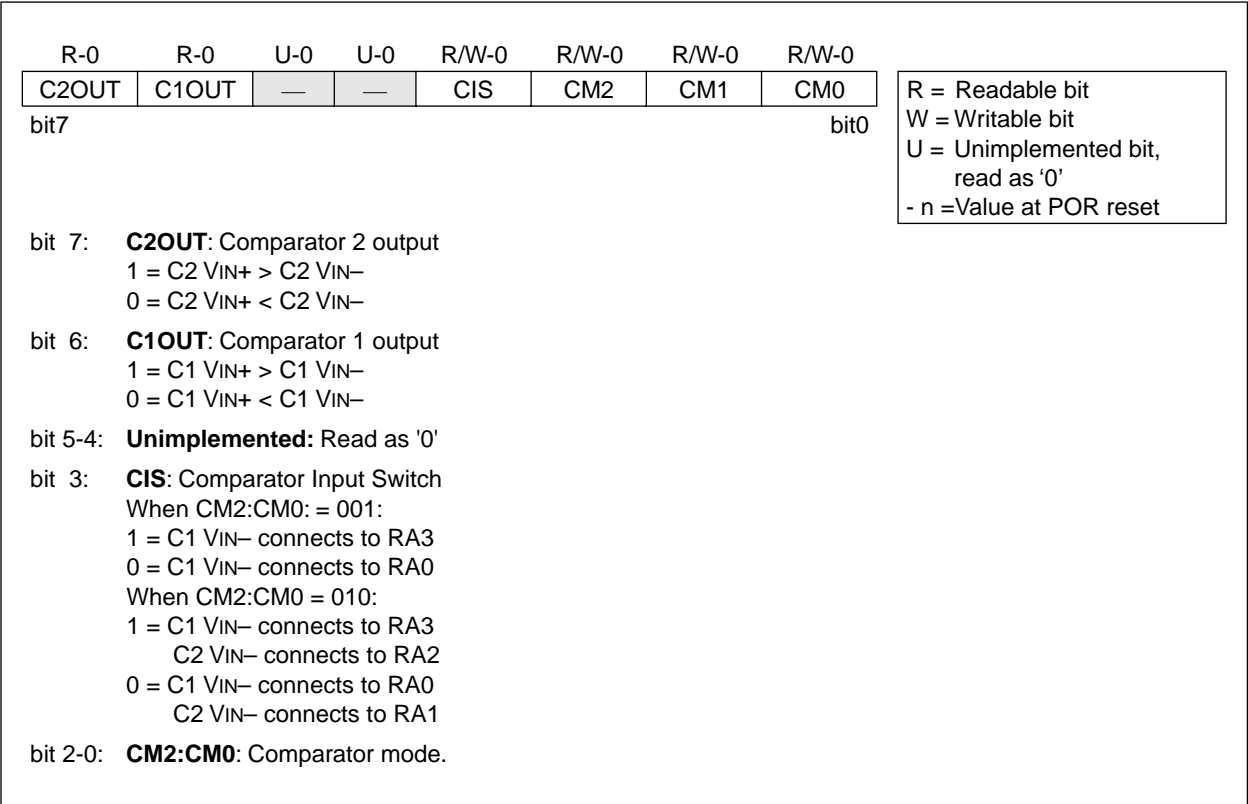 R-0 R-0 U-0 U-0 R/W-0 R/W-0 R/W-0 R/W-0
C2OUT C1OUT — — CIS CM2 CM1 CM0
bit7 bit0
R = Readable bit
W = Writable bit
U = Unimplemented bit,
read as ‘0’
- n =Value at POR reset
bit 7: C2OUT: Comparator 2 output
1 = C2 VIN+ > C2 VIN–
0 = C2 VIN+ < C2 VIN–
bit 6: C1OUT: Comparator 1 output
1 = C1 VIN+ > C1 VIN–
0 = C1 VIN+ < C1 VIN–
bit 5-4: Unimplemented: Read as '0'
bit 3: CIS: Comparator Input Switch
When CM2:CM0: = 001:
1 = C1 VIN– connects to RA3
0 = C1 VIN– connects to RA0
When CM2:CM0 = 010:
1 = C1 VIN– connects to RA3
C2 VIN– connects to RA2
0 = C1 VIN– connects to RA0
C2 VIN– connects to RA1
bit 2-0: CM2:CM0: Comparator mode.